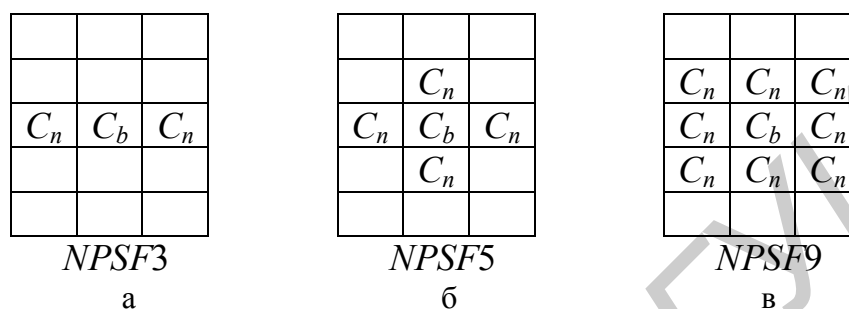 C_n C_n C_n C_n
C_n C_b C_n C_n C_b C_n C_n C_b C_n
C_n C_n C_n C_n
NPSF3 NPSF5 NPSF9
а б в